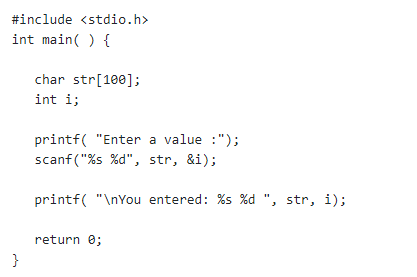 #include <stdio.h>
int main( ) {
char str[100];
int i;
printf( "Enter a value :");
scanf("%s %d", str, &i);
printf( "\nYou entered: %s %d ", str, i);
return 0;
}